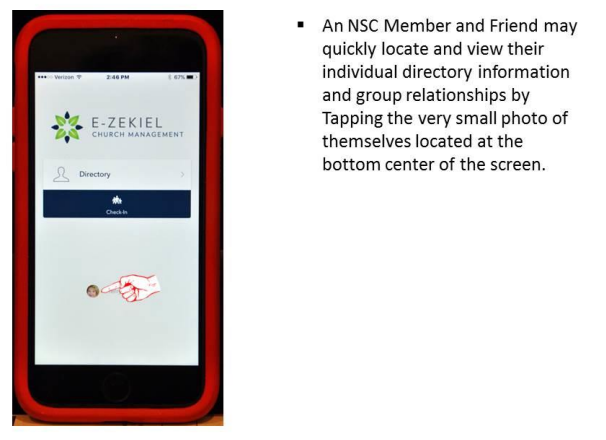 ●●●○○ Verizon 2:46 PM 67%
E-ZEKIEL
CHURCH MANAGEMENT
Directory
Check-In
▪ An NSC Member and Friend may
quickly locate and view their
individual directory information
and group relationships by
Tapping the very small photo of
themselves located at the
bottom center of the screen.